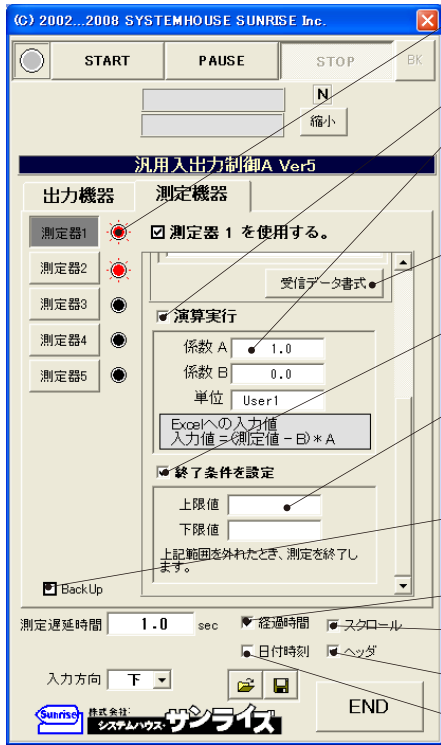 (C) 2002...2008 SYSTEMHOUSE SUNRISE Inc.
START PAUSE STOP BK
N
縮小
汎用入出力制御A Ver5
出力機器 測定機器
測定器1
測定器2
測定器3
測定器4
測定器5
測定器 1 を使用する。
受信データ書式
演算実行
係数 A 1.0
係数 B 0.0
単位 User1
Excelへの入力値
入力値 =(測定値 - B)* A
終了条件を設定
上限値
下限値
上記範囲を外れたとき、測定を終了し
ます。
BackUp
測定遅延時間 1.0 sec 経過時間 スクロール
日付時刻 ヘッダ
入力方向 下
END
Sunrise 株式会社 システムハウス・サンライズ